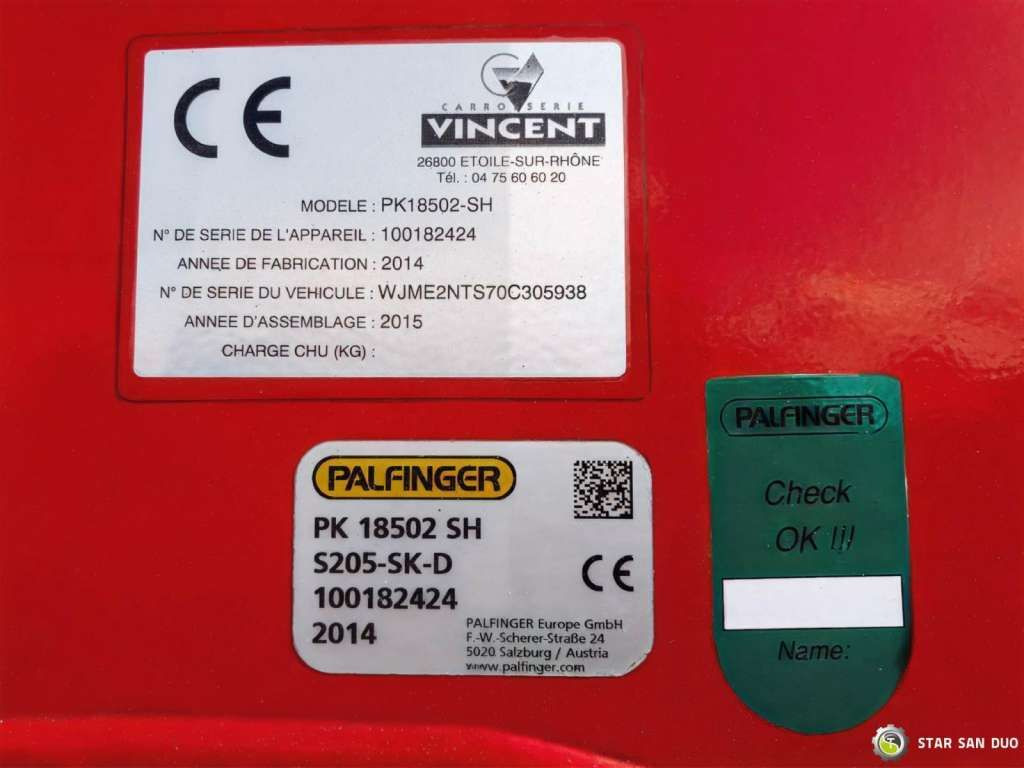 CE
CARROSSERIE
VINCENT
26800 ETOILE-SUR-RHÔNE
Tél. : 04 75 60 60 20
MODELE : PK18502-SH
N° DE SERIE DE L'APPAREIL : 100182424
ANNEE DE FABRICATION : 2014
N° DE SERIE DU VEHICULE : WJME2NTS70C305938
ANNEE D'ASSEMBLAGE : 2015
CHARGE CHU (KG) :
PALFINGER
PK 18502 SH
S205-SK-D
100182424
2014
CE
PALFINGER Europe GmbH
F.-W.-Scherer-Straße 24
5020 Salzburg / Austria
www.palfinger.com
PALFINGER
Check
OK !!!
Name:
STAR SAN DUO